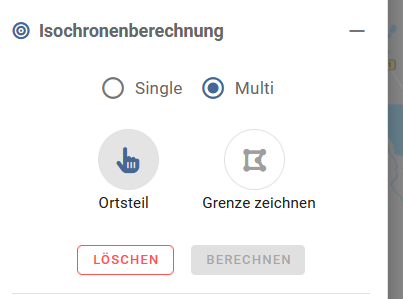 Isochronenberechnung
Single Multi
Ortsteil Grenze zeichnen
LÖSCHEN BERECHNEN